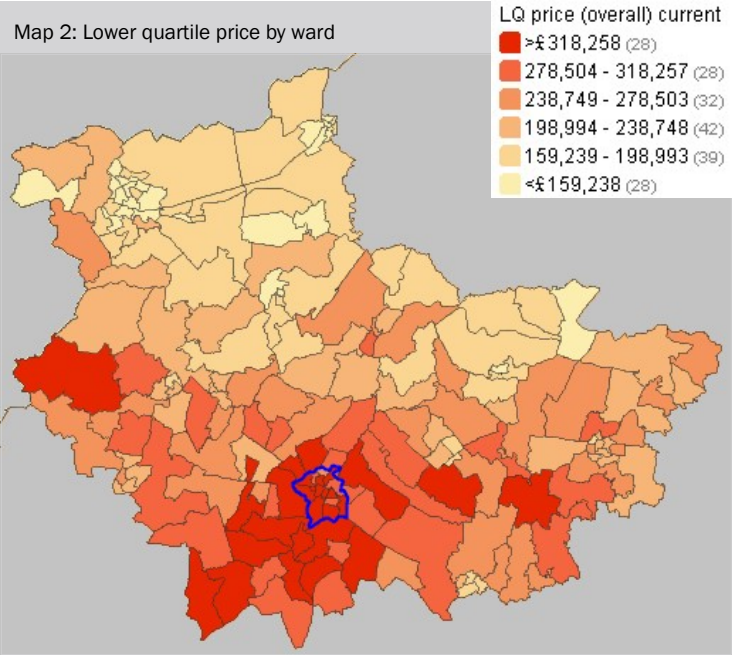 Map 2: Lower quartile price by ward
LQ price (overall) current
>£318,258 (28)
278,504 - 318,257 (28)
238,749 - 278,503 (32)
198,994 - 238,748 (42)
159,239 - 198,993 (39)
<£159,238 (28)